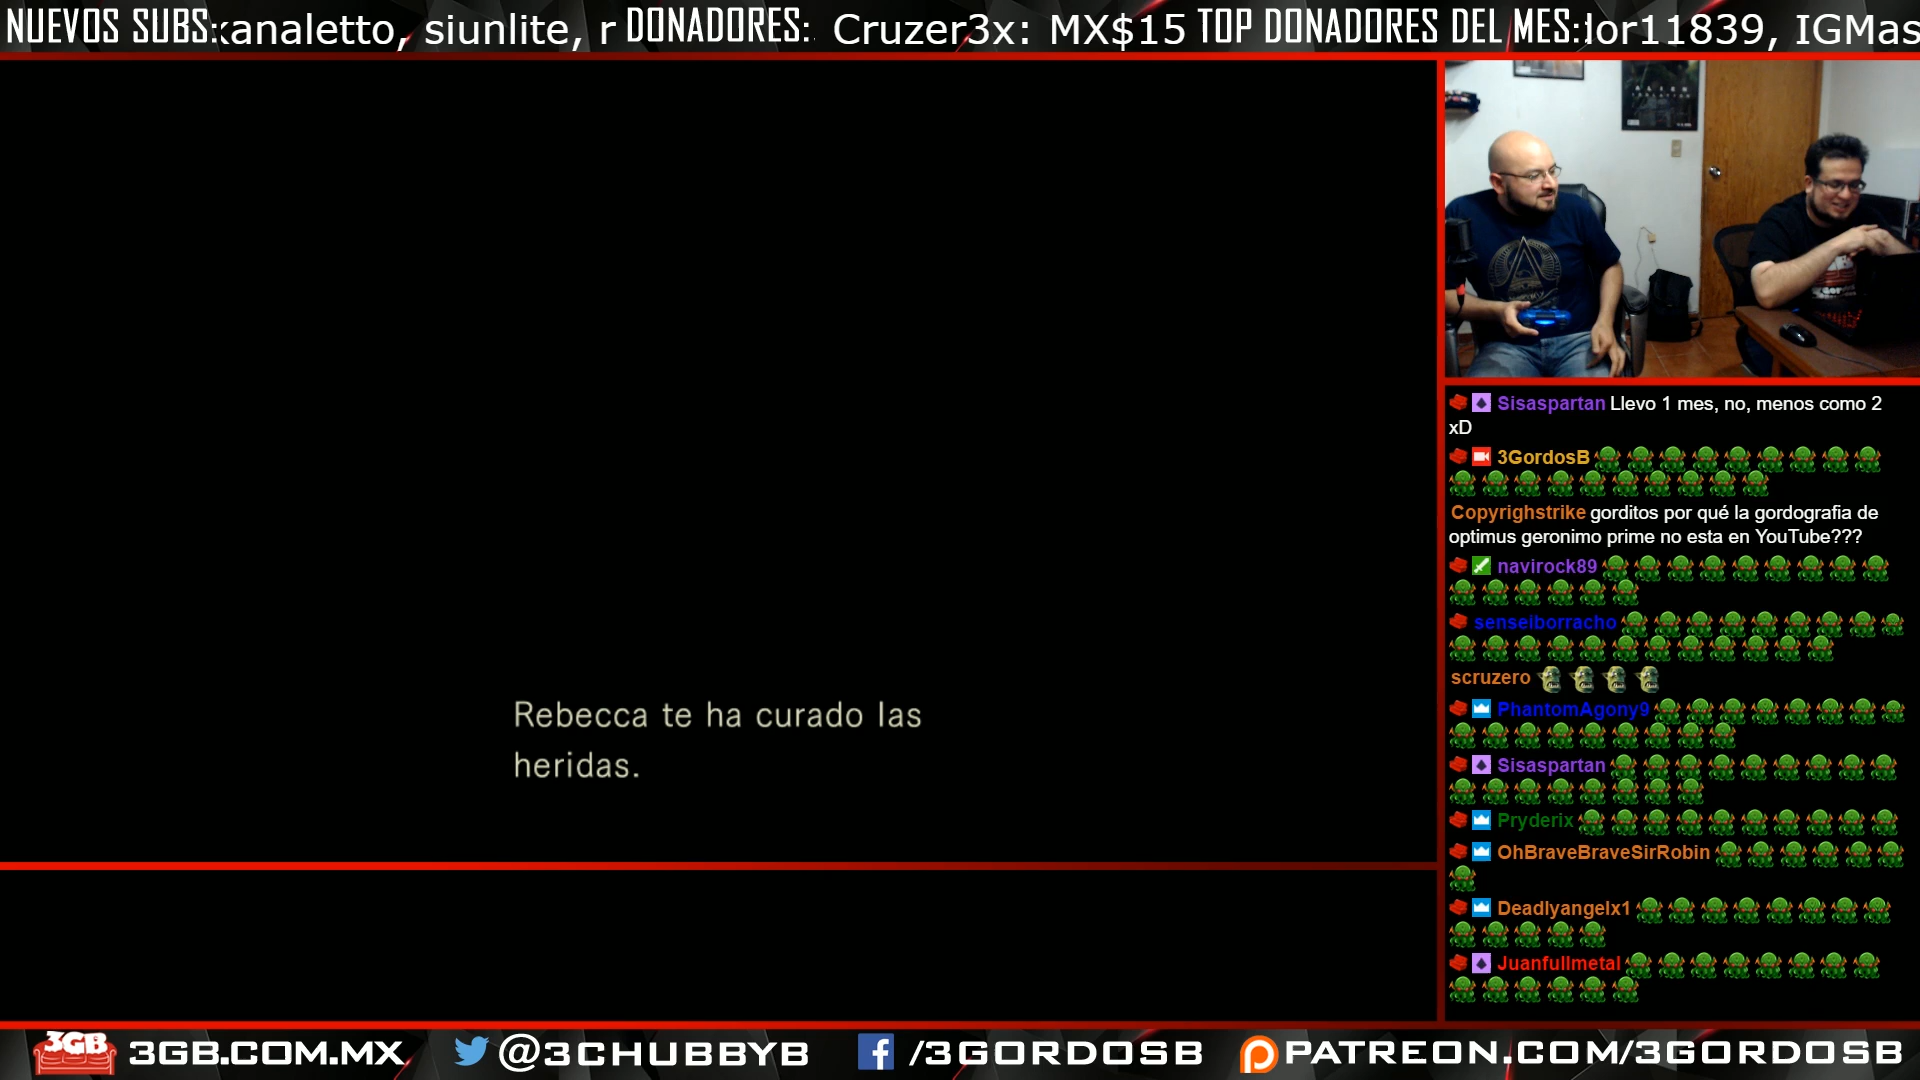 NUEVOS SUBS: kanaletto, siunlite, r DONADORES: Cruzer3x: MX$15 TOP DONADORES DEL MES: lor11839, IGMas
ALIEN
Rebecca te ha curado las
heridas.
Sisaspartan Llevo 1 mes, no, menos como 2
xD
3GordosB
Copyrighstrike gorditos por qué la gordografia de
optimus geronimo prime no esta en YouTube???
navirock89
senseiborracho
scruzero
PhantomAgony9
Sisaspartan
Pryderix
OhBraveBraveSirRobin
Deadlyangelx1
Juanfullmetal
3GB 3GB.COM.MX @3CHUBBYB /3GORDOSB PATREON.COM/3GORDOSB